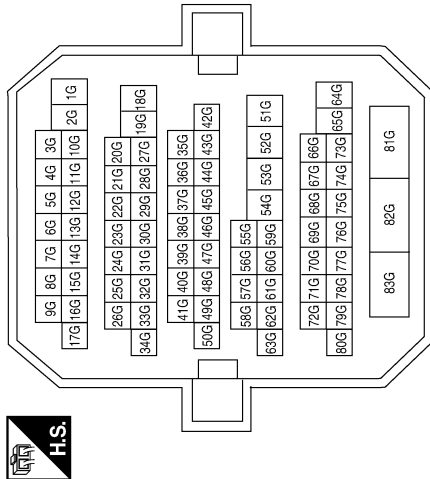 H.S.
9G 8G 7G 6G 5G 4G 3G
17G 16G 15G 14G 13G 12G 11G 10G 2G 1G
26G 25G 24G 23G 22G 21G 20G
34G 33G 32G 31G 30G 29G 28G 27G 19G 18G
41G 40G 39G 38G 37G 36G 35G
50G 49G 48G 47G 46G 45G 44G 43G 42G
58G 57G 56G 55G
63G 62G 61G 60G 59G 54G 53G 52G 51G
72G 71G 70G 69G 68G 67G 66G
80G 79G 78G 77G 76G 75G 74G 73G 65G 64G
83G 82G 81G